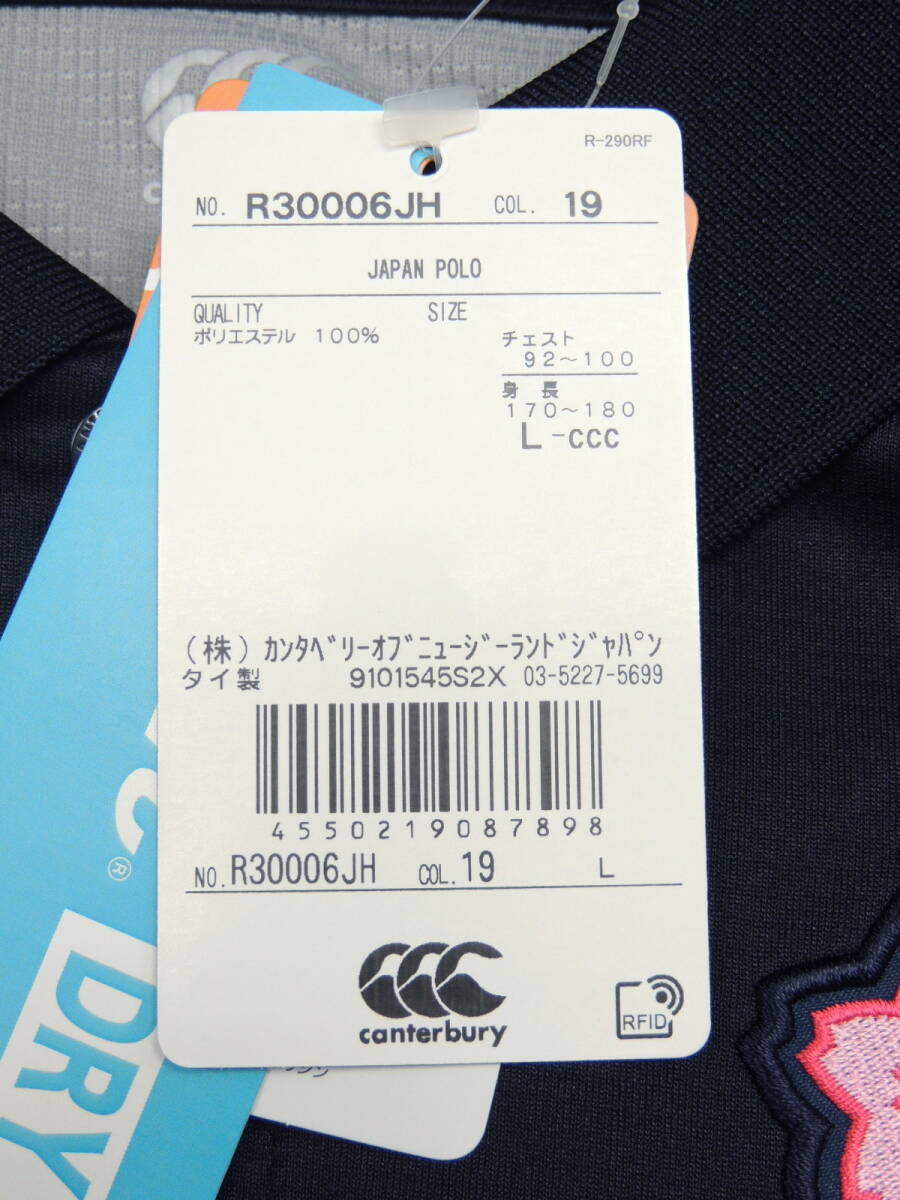 R-290RF
NO. R30006JH COL. 19
JAPAN POLO
QUALITY SIZE
ポリエステル 100%
チェスト
92~100
身長
170~180
L-CCC
(株)ｶﾝﾀﾍﾞﾘｰｵﾌﾞﾆｭｰｼﾞｰﾗﾝﾄﾞｼﾞｬﾊﾟﾝ
タイ製 9101545S2X 03-5227-5699
4550219087898
NO. R30006JH COL. 19 L
canterbury
RFID
®
DRY